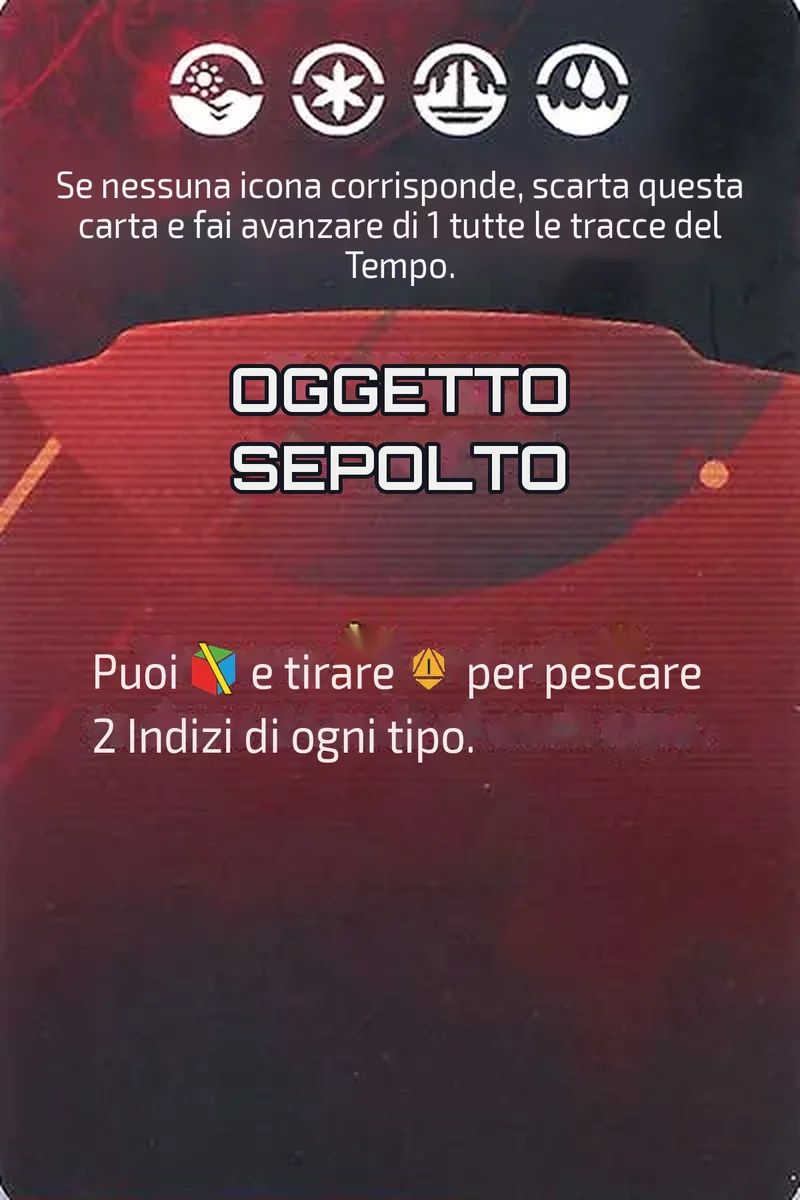 Se nessuna icona corrisponde, scarta questa
carta e fai avanzare di 1 tutte le tracce del
Tempo.
OGGETTO
SEPOLTO
Puoi e tirare per pescare
2 Indizi di ogni tipo.